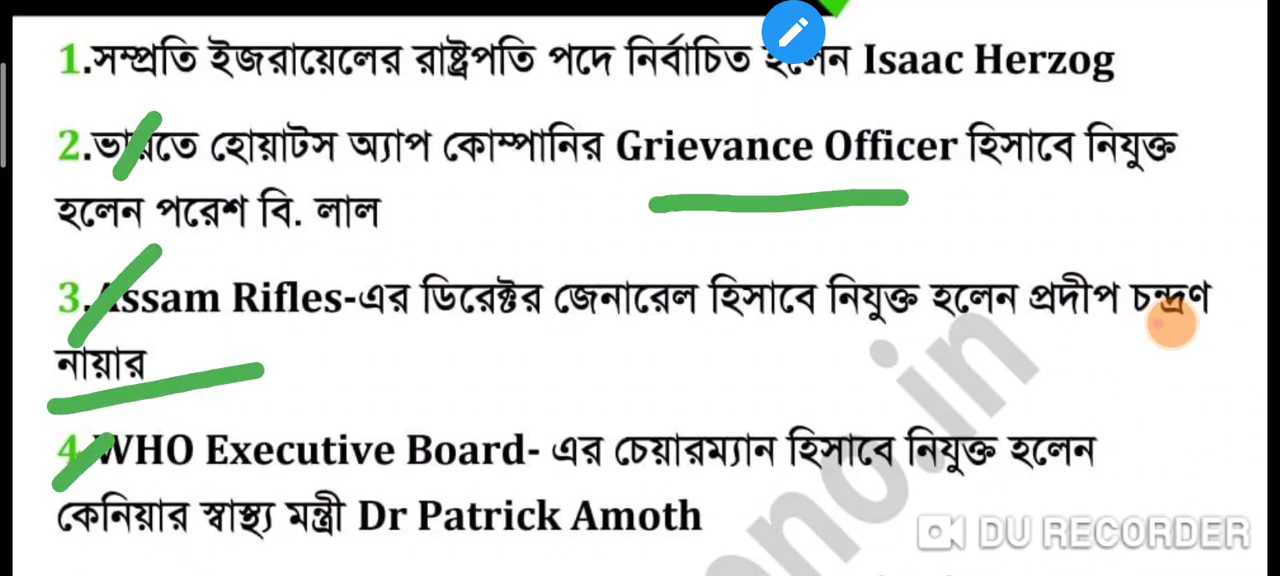 1.সম্প্রতি ইজরায়েলের রাষ্ট্রপতি পদে নির্বাচিত হলেন Isaac Herzog
2.ভারতে হোয়াটস অ্যাপ কোম্পানির Grievance Officer হিসাবে নিযুক্ত
হলেন পরেশ বি. লাল
3.Assam Rifles-এর ডিরেক্টর জেনারেল হিসাবে নিযুক্ত হলেন প্রদীপ চন্দ্রণ
নায়ার
4.WHO Executive Board- এর চেয়ারম্যান হিসাবে নিযুক্ত হলেন
কেনিয়ার স্বাস্থ্য মন্ত্রী Dr Patrick Amoth
DU RECORDER